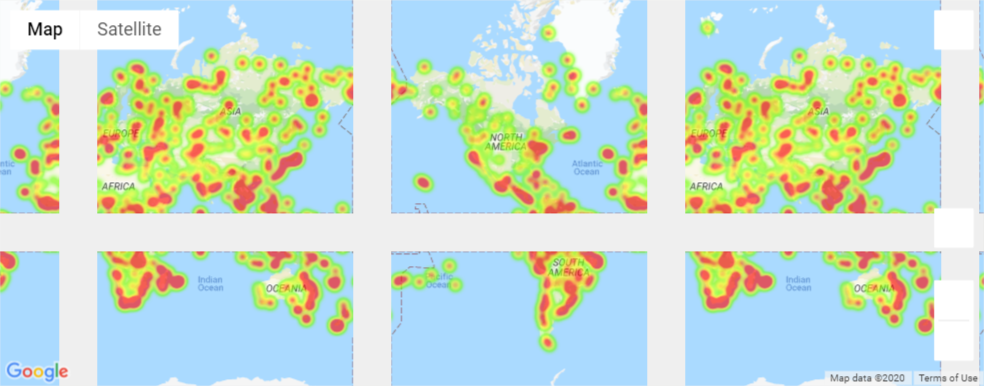 Map
Satellite
ASIA
EUROPE
AFRICA
NORTH
AMERICA
Atlantic
Ocean
ASIA
EUROPE
AFRICA
Indian
Ocean
OCEANIA
Ocean
SOUTH
AMERICA
Indian
Ocean
OCEANIA
Google
Map data ©2020
Terms of Use